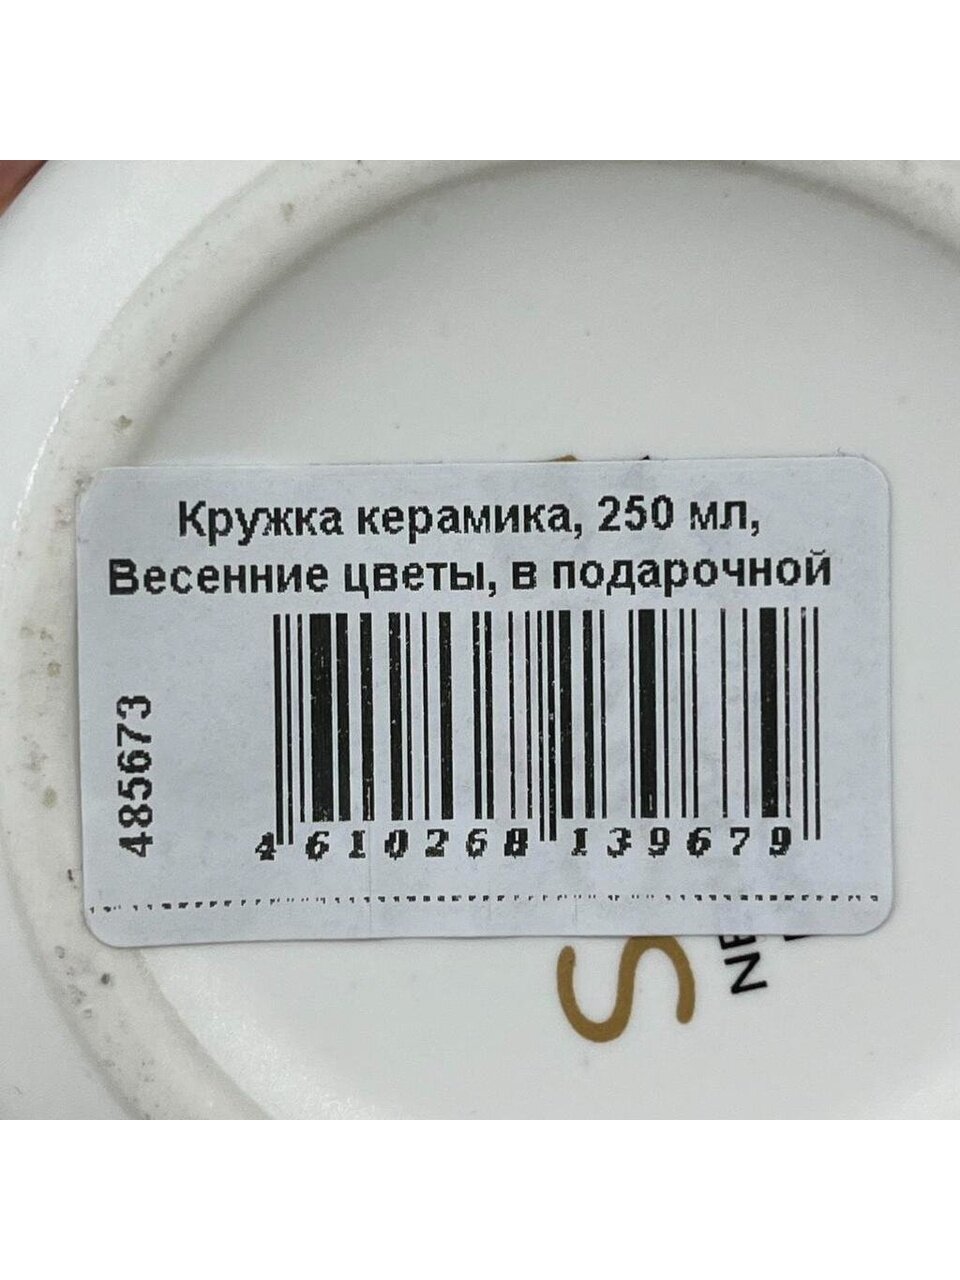 Кружка керамика, 250 мл,
Весенние цветы, в подарочной
485673
4 610268 139679
S